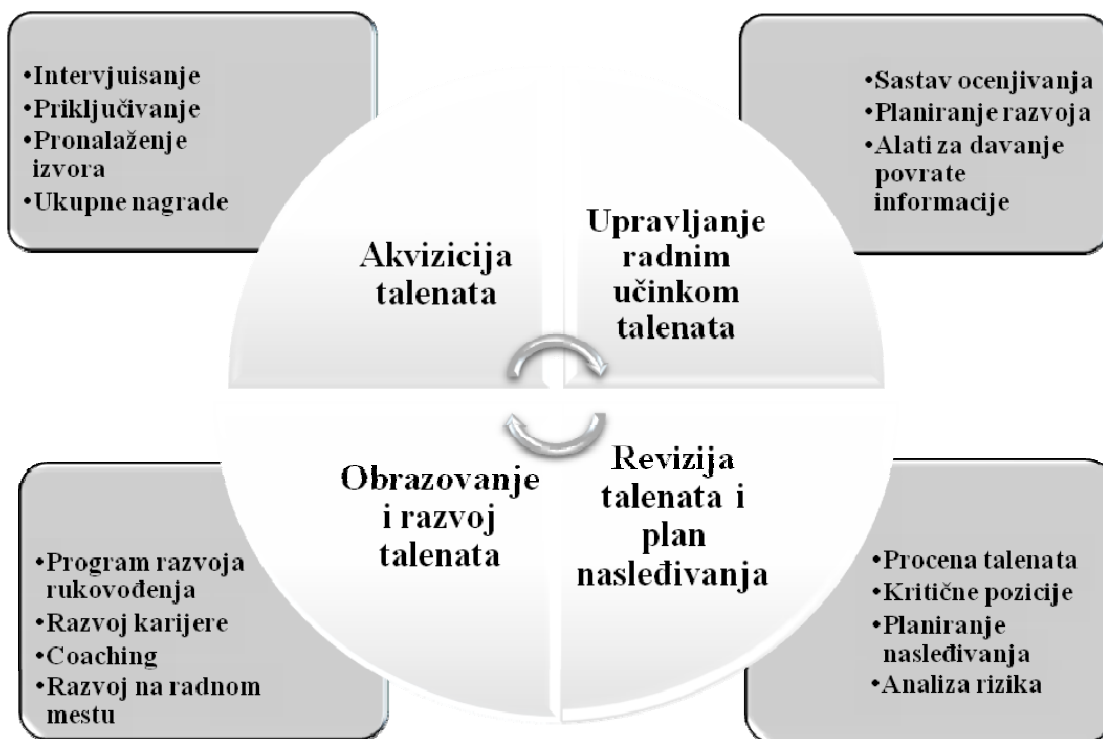 •Intervjuisanje
•Priključivanje
•Pronalaženje
izvora
•Ukupne nagrade
•Sastav ocenjivanja
•Planiranje razvoja
•Alati za davanje
povrate
informacije
Akvizicija
talenata
Upravljanje
radnim
učinkom
talenata
Obrazovanje
i razvoj
talenata
Revizija
talenata i
plan
nasleđivanja
•Program razvoja
rukovođenja
•Razvoj karijere
•Coaching
•Razvoj na radnom
mestu
•Procena talenata
•Kritične pozicije
•Planiranje
nasleđivanja
•Analiza rizika